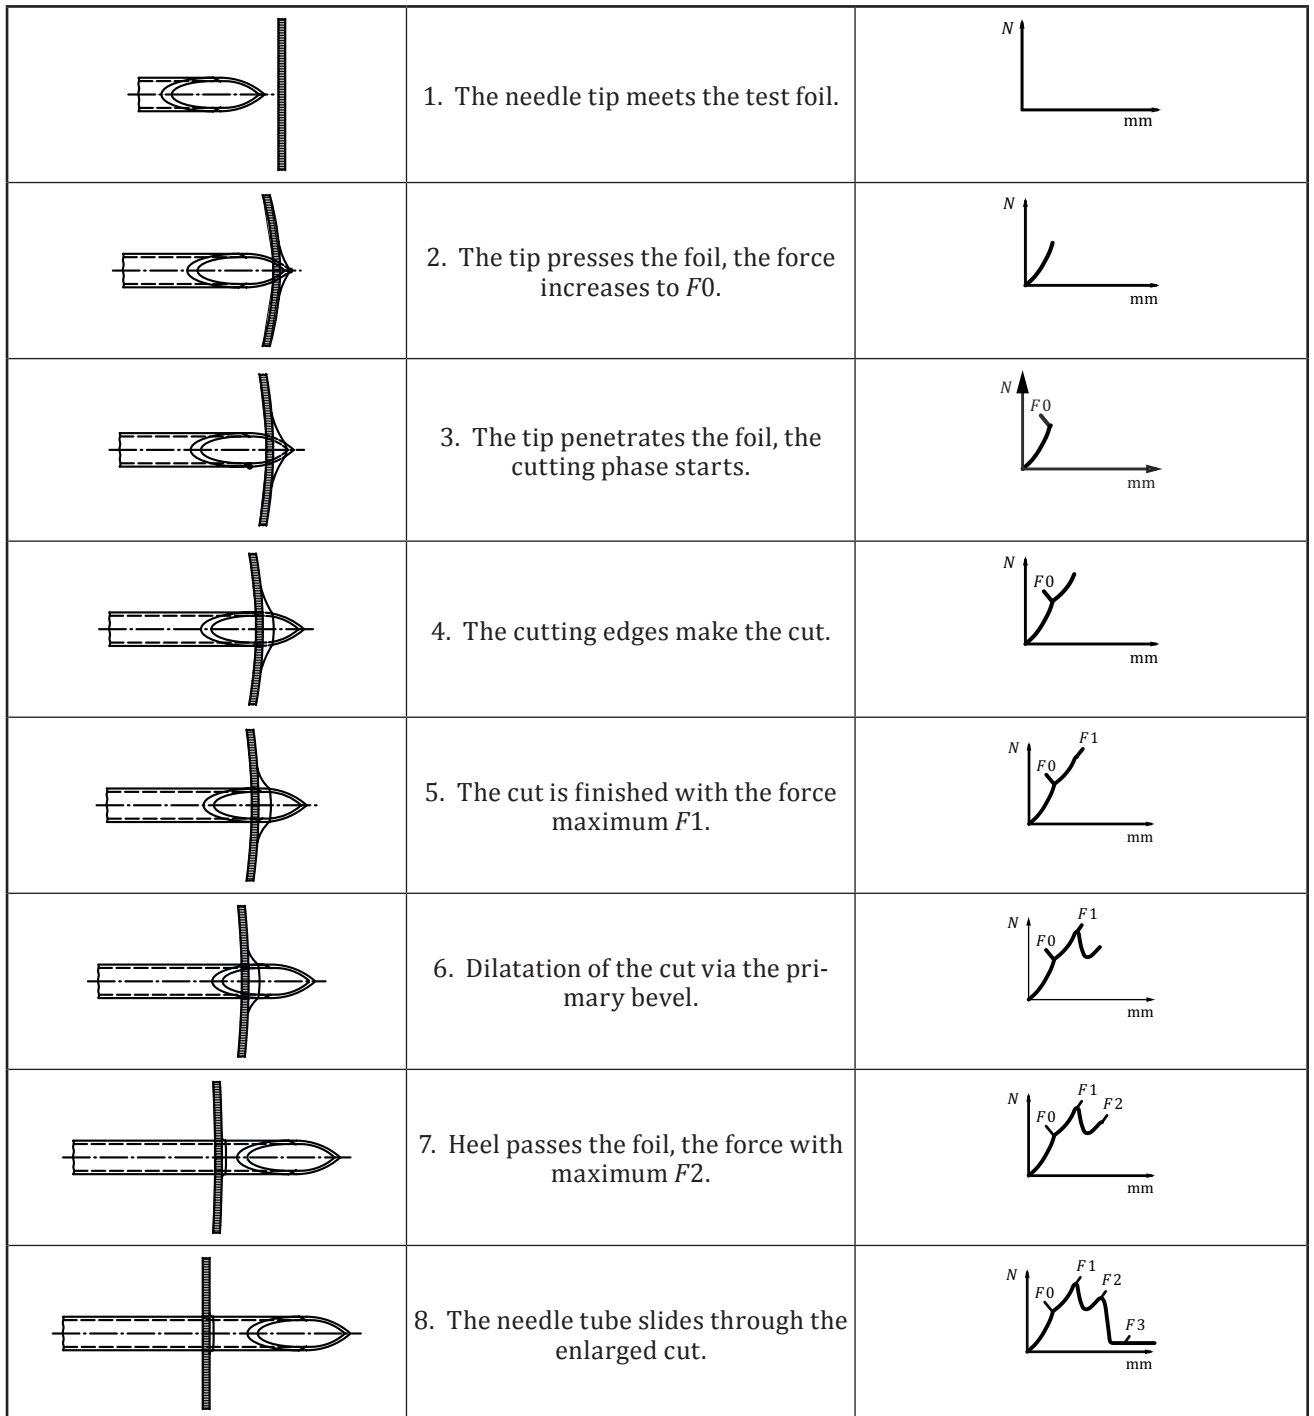 1. The needle tip meets the test foil.
N
mm
2. The tip presses the foil, the force
increases to F0.
N
mm
3. The tip penetrates the foil, the
cutting phase starts.
N
F0
mm
4. The cutting edges make the cut.
N
F0
mm
5. The cut is finished with the force
maximum F1.
F1
N
F0
mm
6. Dilatation of the cut via the pri-
mary bevel.
F1
N
F0
mm
7. Heel passes the foil, the force with
maximum F2.
F1
N
F2
F0
mm
8. The needle tube slides through the
enlarged cut.
F1
N
F2
F0
F3
mm